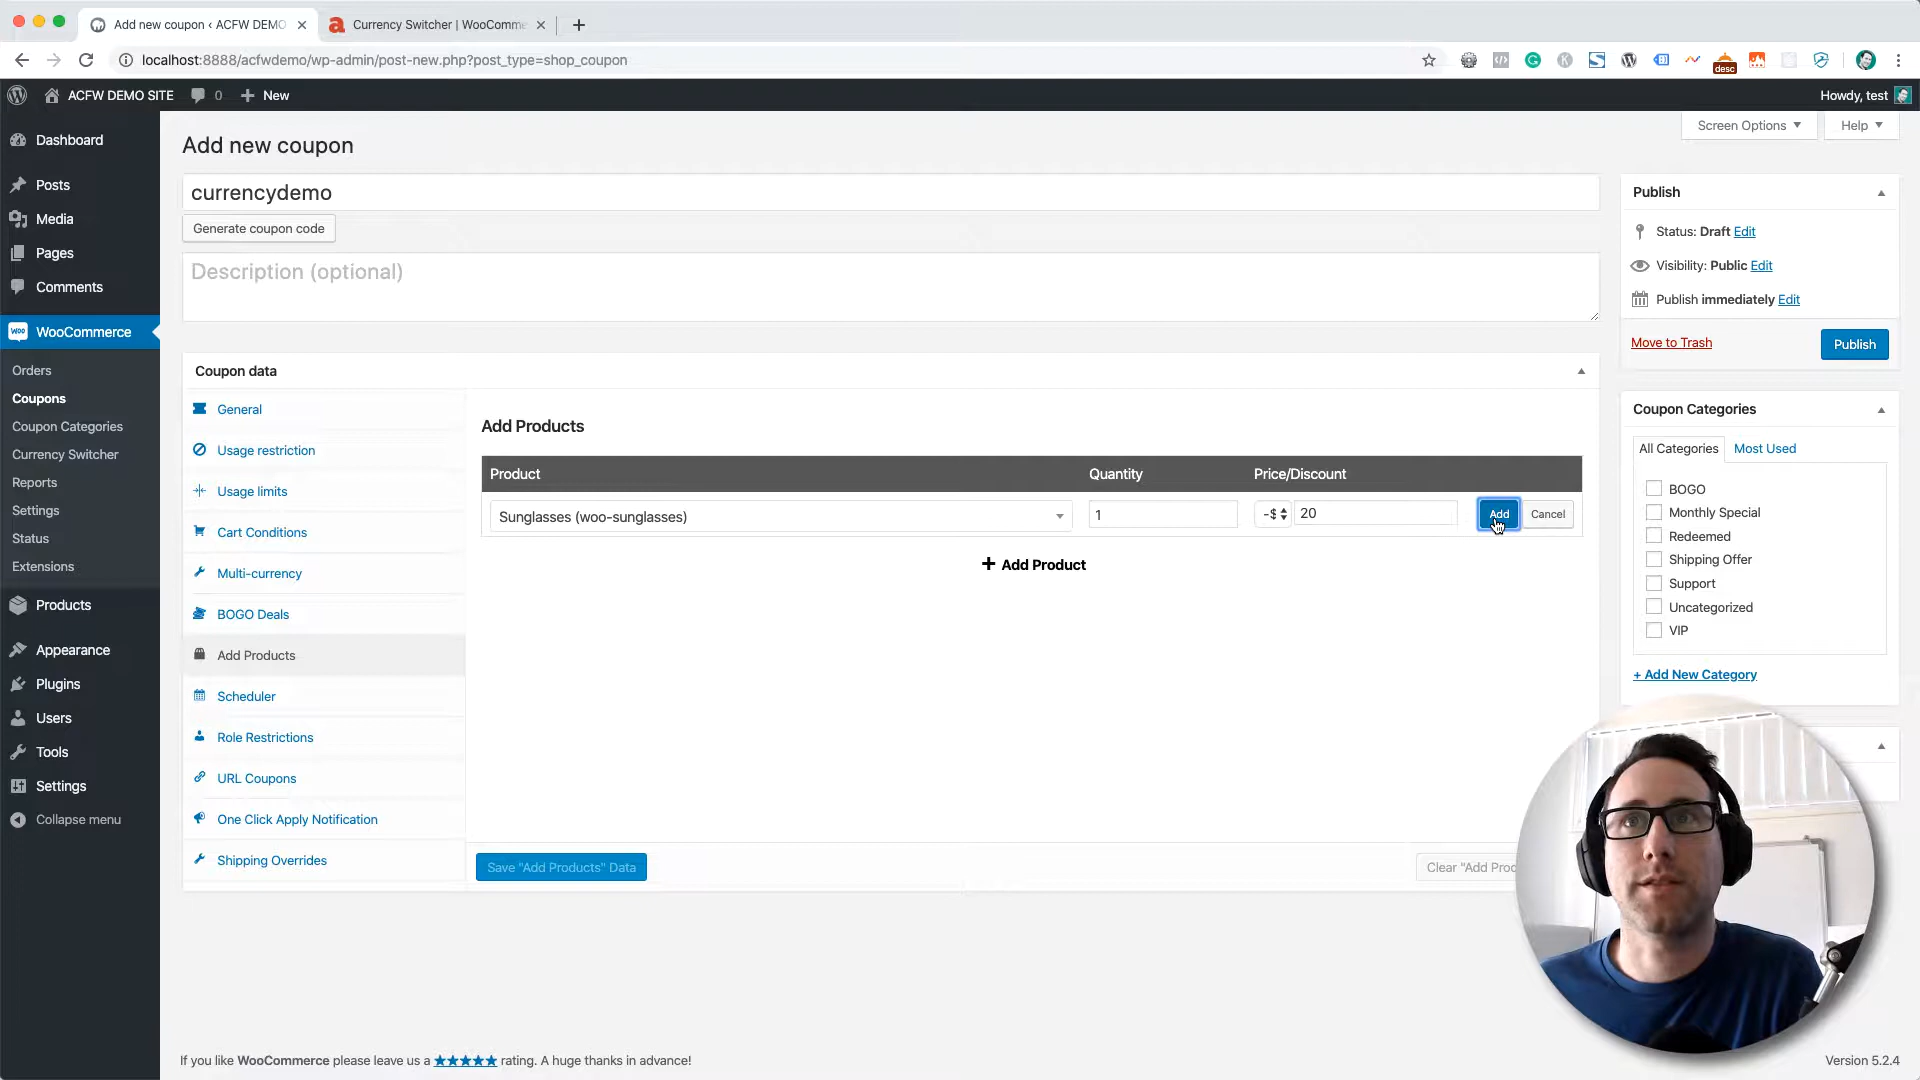 Add new coupon ‹ ACFW DEMO
Currency Switcher | WooComme
localhost:8888/acfwdemo/wp-admin/post-new.php?post_type=shop_coupon
desc
ACFW DEMO SITE
0
New
Howdy, test
Dashboard
Posts
Media
Pages
Comments
WooCommerce
Orders
Coupons
Coupon Categories
Currency Switcher
Reports
Settings
Status
Extensions
Products
Appearance
Plugins
Users
Tools
Settings
Collapse menu
Screen Options
Help
Add new coupon
currencydemo
Generate coupon code
Description (optional)
Coupon data
General
Usage restriction
Usage limits
Cart Conditions
Multi-currency
BOGO Deals
Add Products
Scheduler
Role Restrictions
URL Coupons
One Click Apply Notification
Shipping Overrides
Add Products
Product Quantity Price/Discount
Sunglasses (woo-sunglasses) 1 -$ 20 Add Cancel
+ Add Product
Save "Add Products" Data
Clear "Add Proc
Publish
Status: Draft Edit
Visibility: Public Edit
Publish immediately Edit
Move to Trash
Publish
Coupon Categories
All Categories Most Used
BOGO
Monthly Special
Redeemed
Shipping Offer
Support
Uncategorized
VIP
+ Add New Category
If you like WooCommerce please leave us a ★★★★★ rating. A huge thanks in advance!
Version 5.2.4